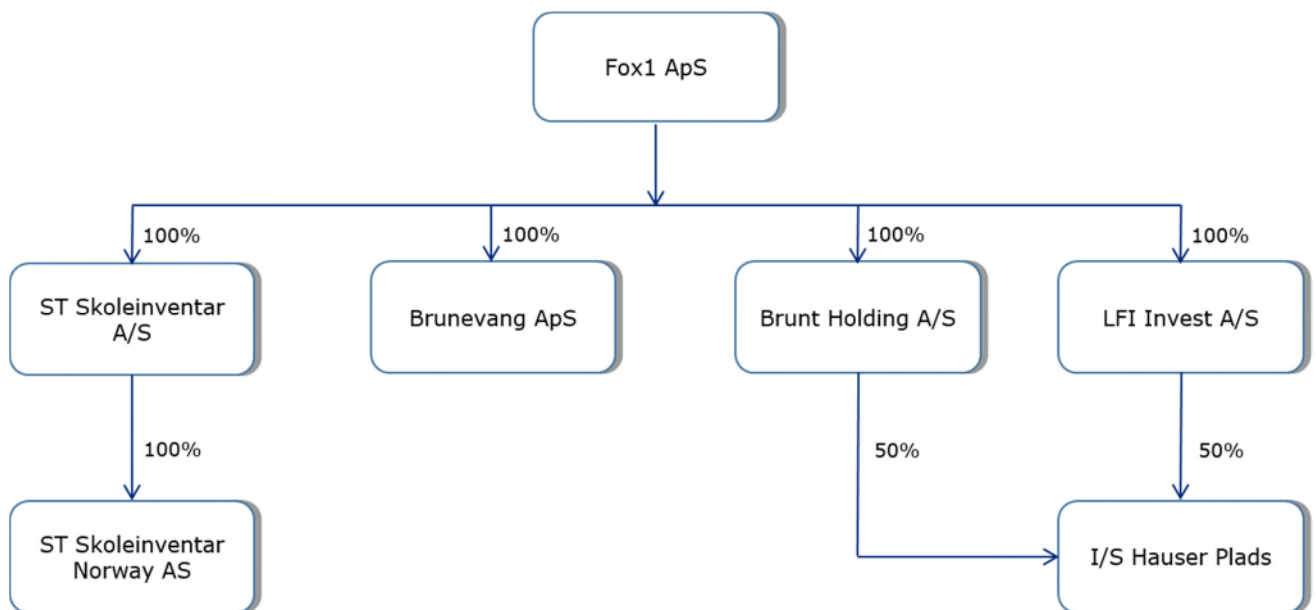 Fox1 ApS
100%
100%
100%
100%
ST Skoleinventar
A/S
Brunevang ApS
Brunt Holding A/S
LFI Invest A/S
100%
50%
50%
ST Skoleinventar
Norway AS
I/S Hauser Plads